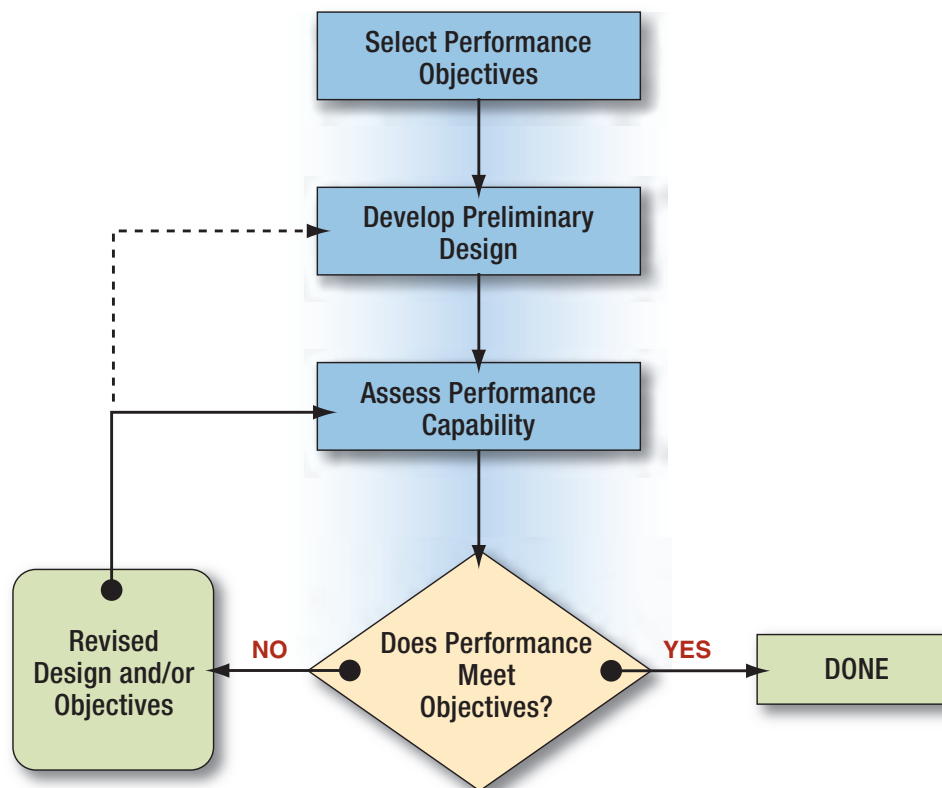 Select Performance
Objectives
Develop Preliminary
Design
Assess Performance
Capability
Does Performance
Meet
Objectives?
NO
YES
Revised
Design and/or
Objectives
DONE